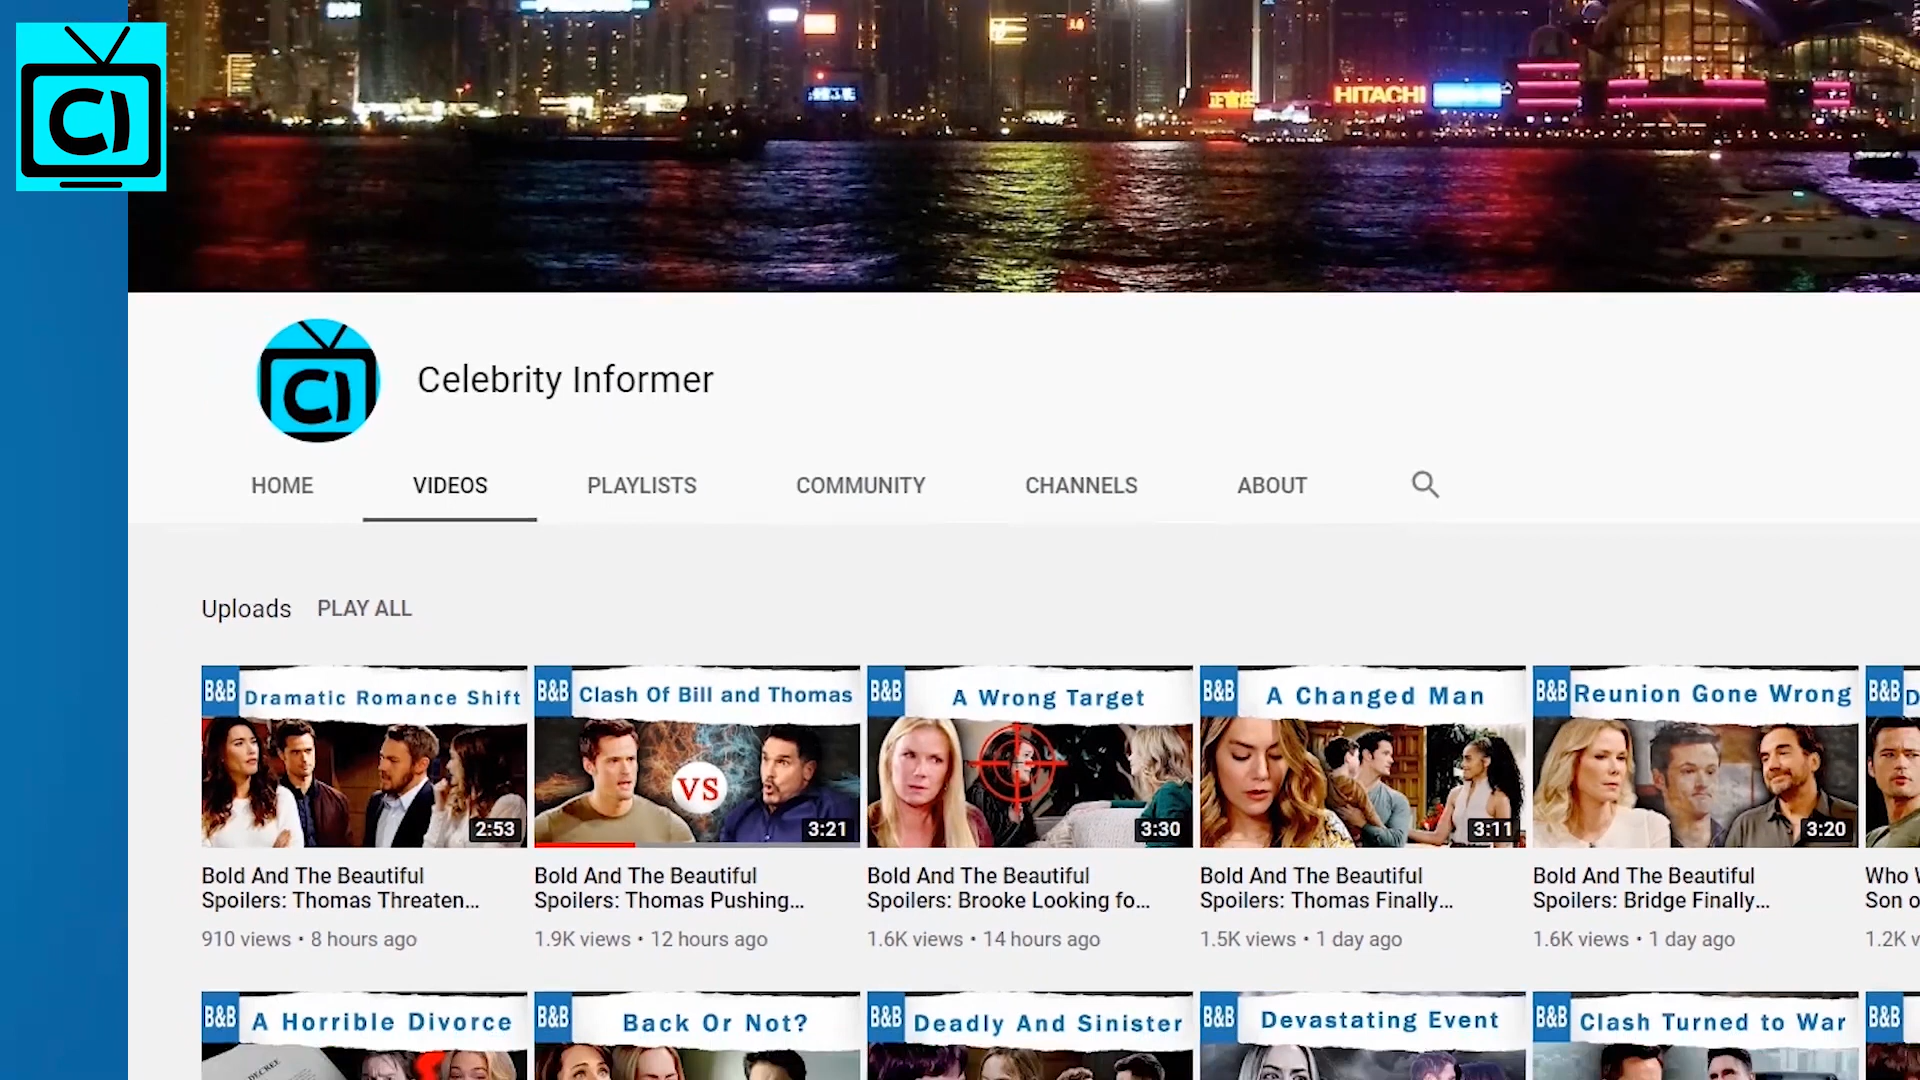 CI
正官庄
HITACHI
CI
Celebrity Informer
HOME
VIDEOS
PLAYLISTS
COMMUNITY
CHANNELS
ABOUT
Uploads PLAY ALL
B&B Dramatic Romance Shift
2:53
B&B Clash Of Bill and Thomas
VS
3:21
B&B A Wrong Target
3:30
B&B A Changed Man
3:11
B&B Reunion Gone Wrong
3:20
B&B D
Bold And The Beautiful
Spoilers: Thomas Threaten...
910 views • 8 hours ago
Bold And The Beautiful
Spoilers: Thomas Pushing...
1.9K views • 12 hours ago
Bold And The Beautiful
Spoilers: Brooke Looking fo...
1.6K views • 14 hours ago
Bold And The Beautiful
Spoilers: Thomas Finally...
1.5K views • 1 day ago
Bold And The Beautiful
Spoilers: Bridge Finally...
1.6K views • 1 day ago
Who
Son o
1.2K v
B&B A Horrible Divorce
DECREE
B&B Back Or Not?
B&B Deadly And Sinister
B&B Devastating Event
B&B Clash Turned to War
B&B